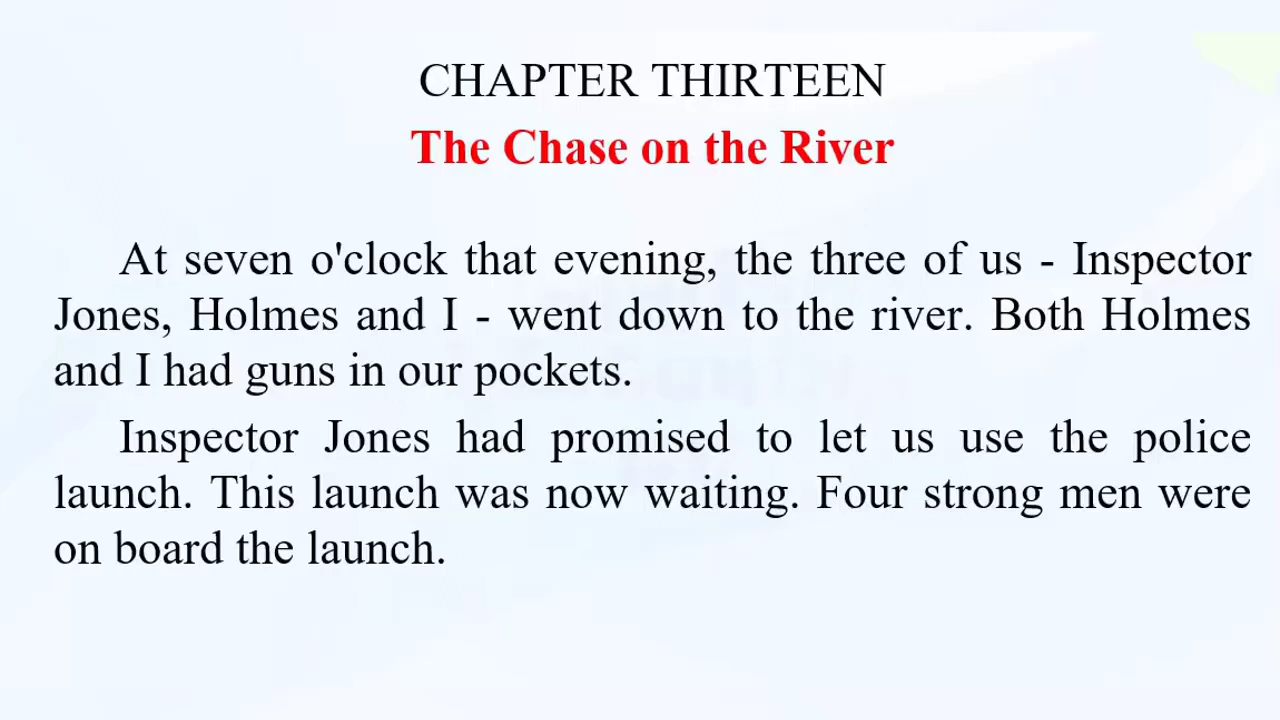 CHAPTER THIRTEEN
The Chase on the River
At seven o'clock that evening, the three of us - Inspector
Jones, Holmes and I - went down to the river. Both Holmes
and I had guns in our pockets.
Inspector Jones had promised to let us use the police
launch. This launch was now waiting. Four strong men were
on board the launch.